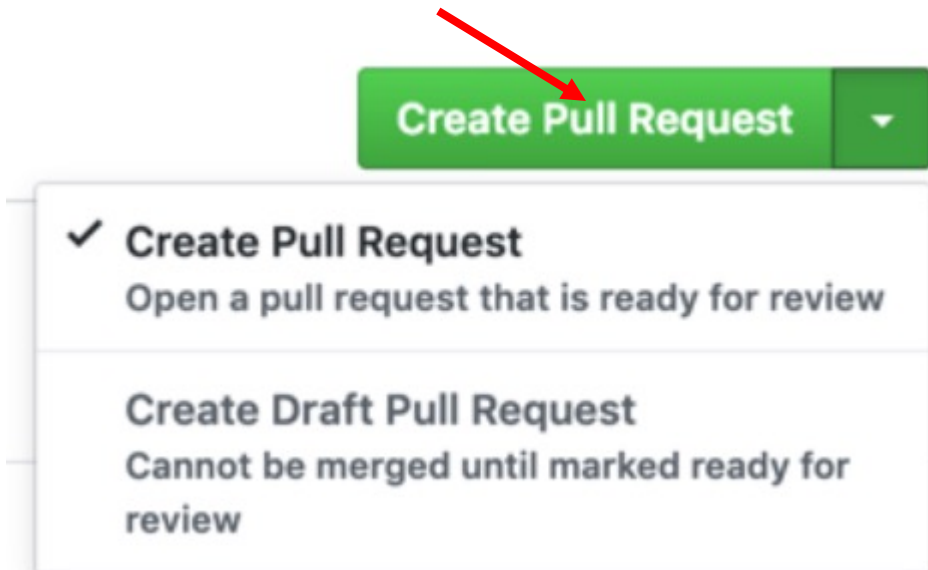 Create Pull Request
Create Pull Request
Open a pull request that is ready for review
Create Draft Pull Request
Cannot be merged until marked ready for
review